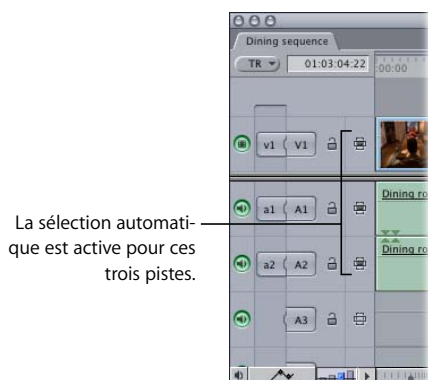 Dining sequence
TR 01:03:04:22 :00:00
v1 V1
a1 A1 Dining ro
La sélection automati-
que est active pour ces
trois pistes.
a2 A2 Dining ro
A3